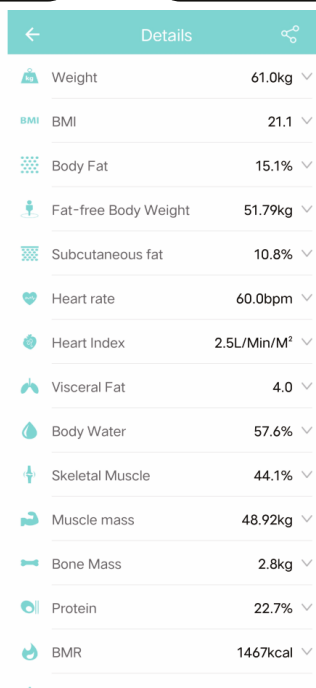 Details
kg Weight 61.0kg
BMI BMI 21.1
Body Fat 15.1%
Fat-free Body Weight 51.79kg
Subcutaneous fat 10.8%
Heart rate 60.0bpm
Heart Index 2.5L/Min/M²
Visceral Fat 4.0
Body Water 57.6%
Skeletal Muscle 44.1%
Muscle mass 48.92kg
Bone Mass 2.8kg
Protein 22.7%
BMR 1467kcal